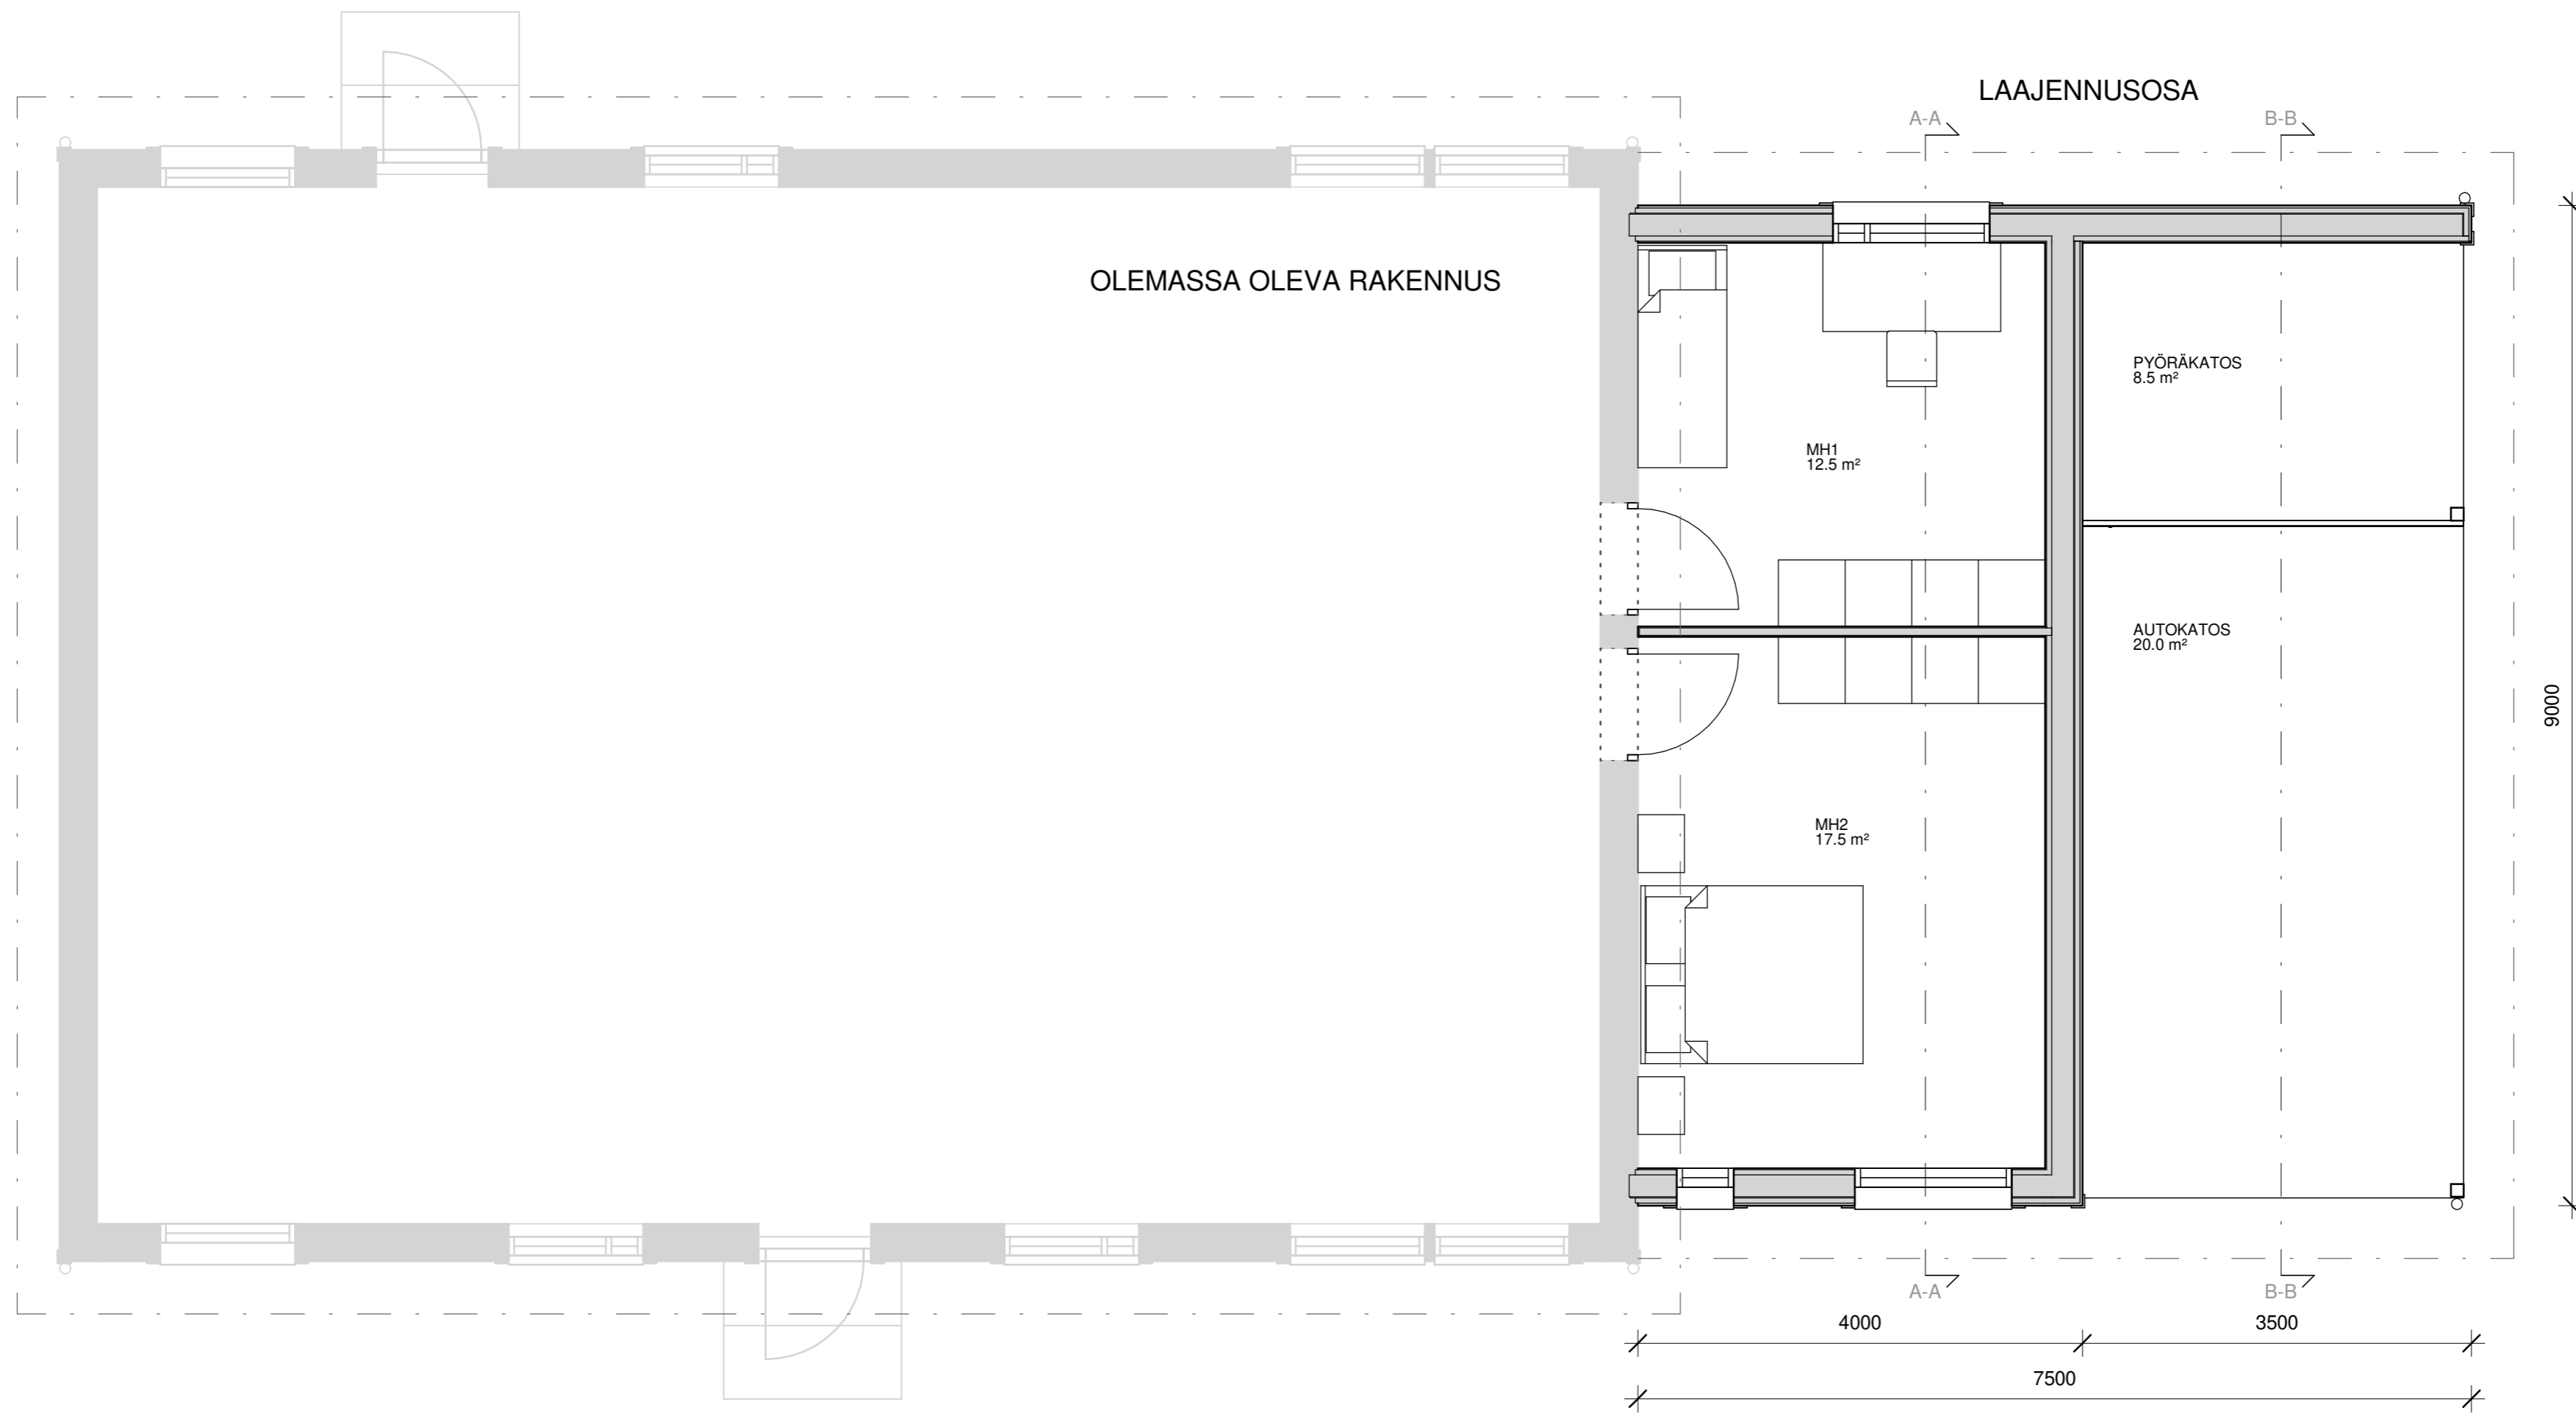 LAAJENNUSOSA
A-A
B-B
OLEMASSA OLEVA RAKENNUS
PYÖRÄKATOS
8.5 m²
MH1
12.5 m²
AUTOKATOS
20.0 m²
9000
MH2
17.5 m²
A-A
B-B
4000
3500
7500